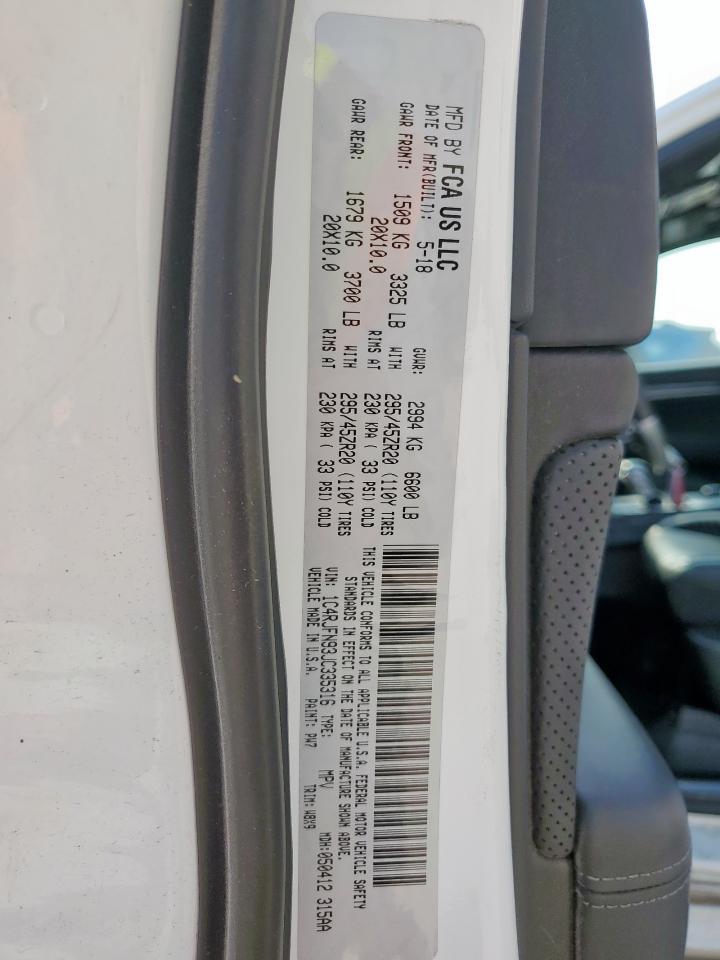 MFD BY FCA US LLC
DATE OF MFR(BUILT): 5-18 GVWR: 2994 KG 6600 LB
GAWR FRONT: 1509 KG 3325 LB WITH 295/45ZR20 (110Y TIRES
20X10.0 RIMS AT 230 KPA ( 33 PSI) COLD
GAWR REAR: 1679 KG 3700 LB WITH 295/45ZR20 (110Y TIRES
20X10.0 RIMS AT 230 KPA ( 33 PSI) COLD
THIS VEHICLE CONFORMS TO ALL APPLICABLE U.S.A. FEDERAL MOTOR VEHICLE SAFETY
STANDARDS IN EFFECT ON THE DATE OF MANUFACTURE SHOWN ABOVE.
VIN: 1C4RJFN93JC335316 TYPE: MPV MDH:050412 315AA
VEHICLE MADE IN U.S.A. PAINT: PW7 TRIM: W8X9